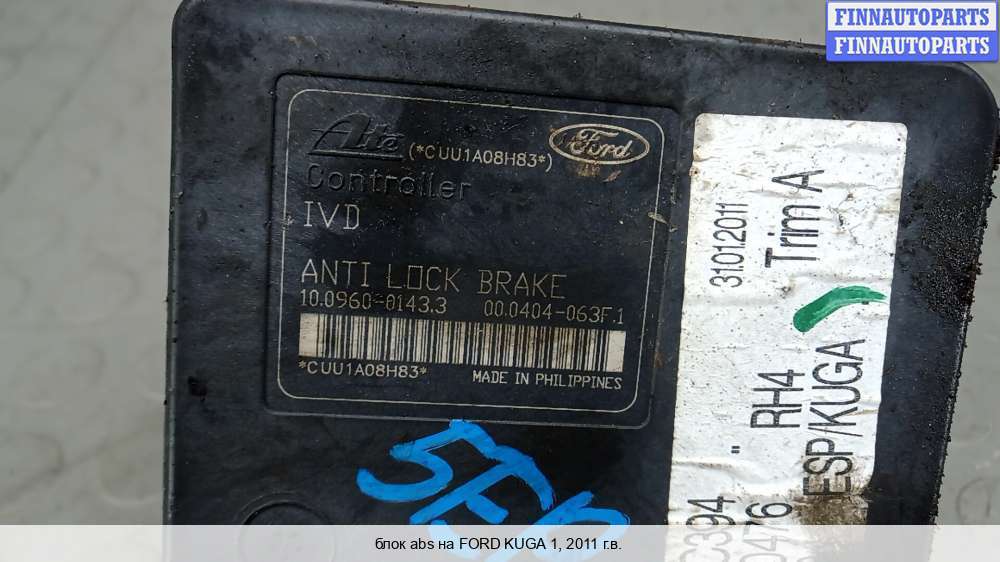 FINNAUTOPARTS
FINNAUTOPARTS
Ate (*CUU1A08H83*) Ford
Controller
IVD
ANTI LOCK BRAKE
10.0960-0143.3 00.0404-063F.1
*CUU1A08H83*
MADE IN PHILIPPINES
31.01.2011
Trim A
" RH4
ESP/KUGA
блок abs на FORD KUGA 1, 2011 г.в.